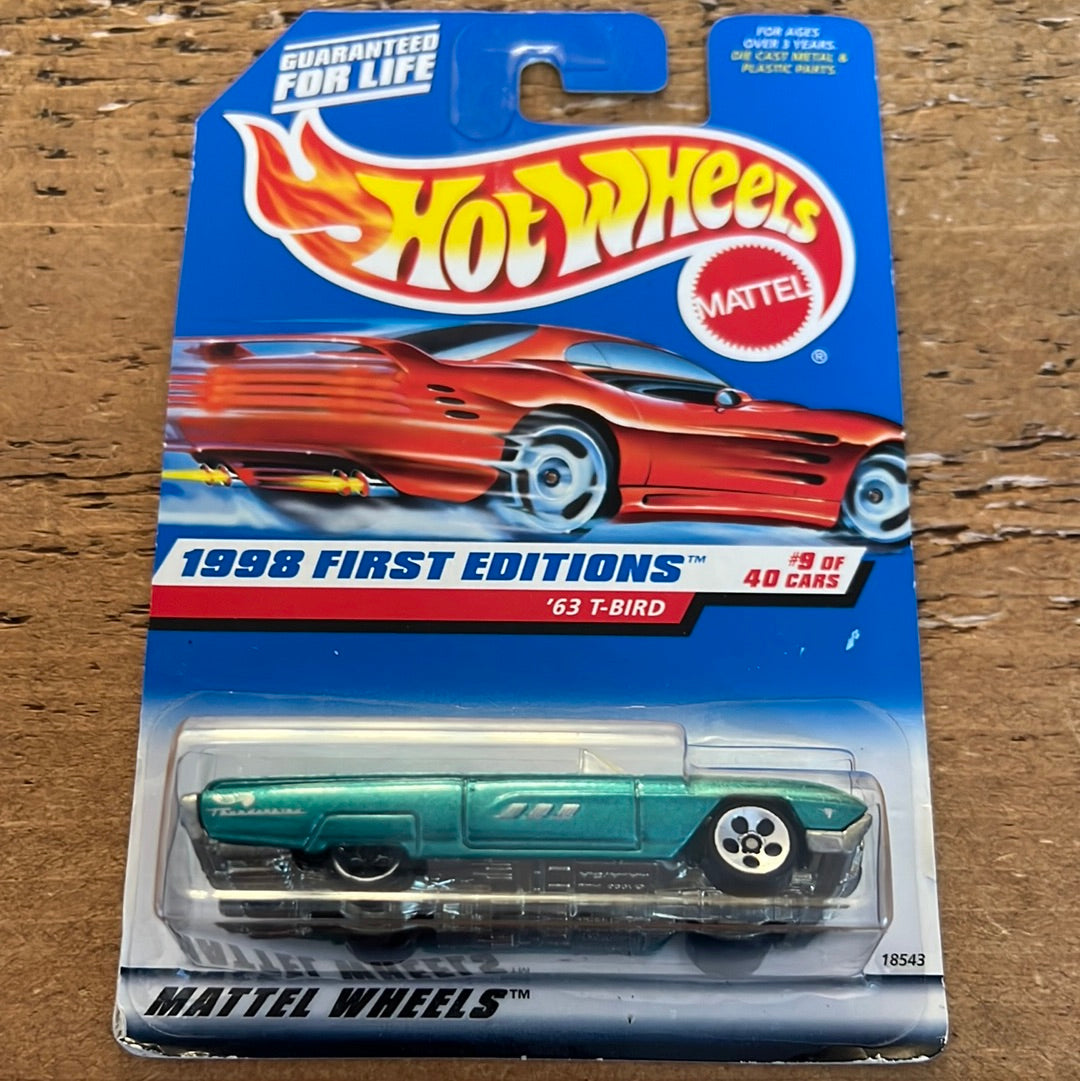 GUARANTEED
FOR LIFE
FOR AGES
OVER 3 YEARS.
DIE CAST METAL &
PLASTIC PARTS.
HOT WHEELS
MATTEL
®
1998 FIRST EDITIONS™
#9 OF
40 CARS
'63 T-BIRD
Thunderbird
18543
MATTEL WHEELS™